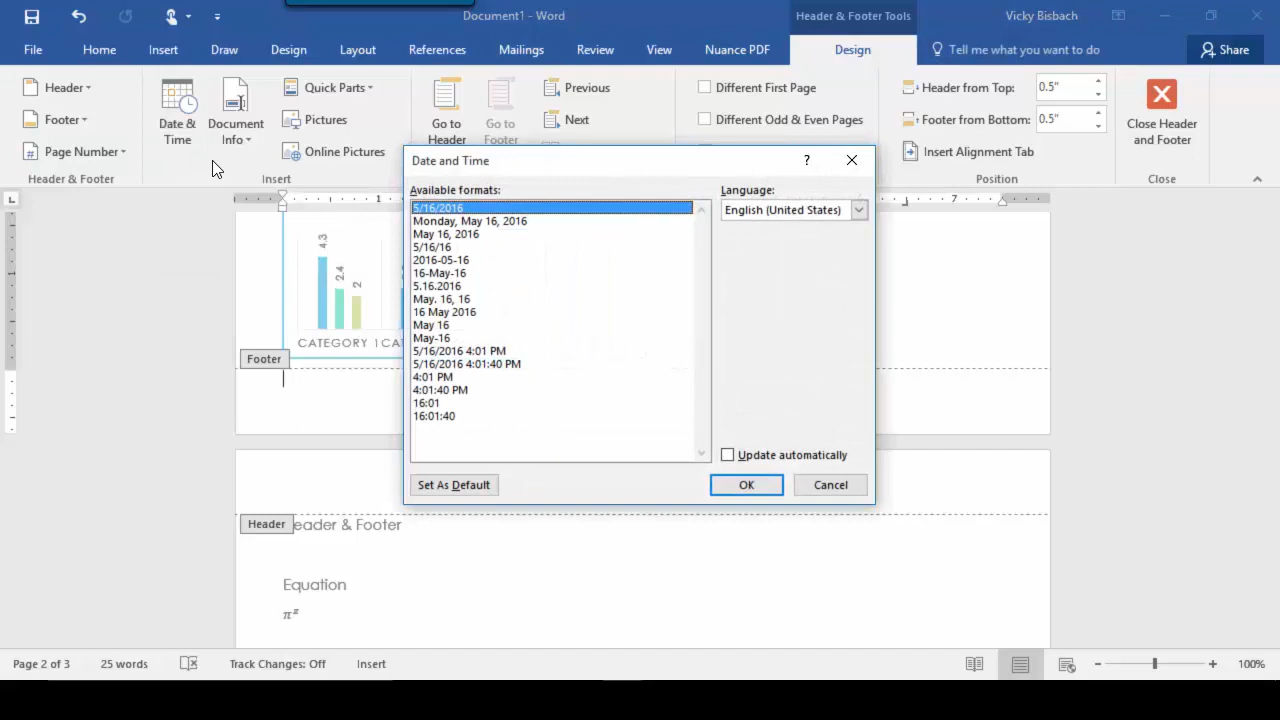 Document1 - Word
Header & Footer Tools
Vicky Bisbach
File Home Insert Draw Design Layout References Mailings Review View Nuance PDF Design Tell me what you want to do Share
Header
Footer
Page Number
Header & Footer
Date & Time
Document Info
Quick Parts
Pictures
Online Pictures
Insert
Go to Header
Go to Footer
Previous
Next
Different First Page
Different Odd & Even Pages
Header from Top: 0.5"
Footer from Bottom: 0.5"
Insert Alignment Tab
Position
Close Header and Footer
Close
Date and Time
?
Available formats:
5/16/2016
Monday, May 16, 2016
May 16, 2016
5/16/16
2016-05-16
16-May-16
5.16.2016
May. 16, 16
16 May 2016
May 16
May-16
5/16/2016 4:01 PM
5/16/2016 4:01:40 PM
4:01 PM
4:01:40 PM
16:01
16:01:40
Language:
English (United States)
Update automatically
Set As Default
OK
Cancel
1
7
1
4.3
2.4
2
CATEGORY 1
Footer
Header
eader & Footer
Equation
Page 2 of 3 25 words Track Changes: Off Insert 100%